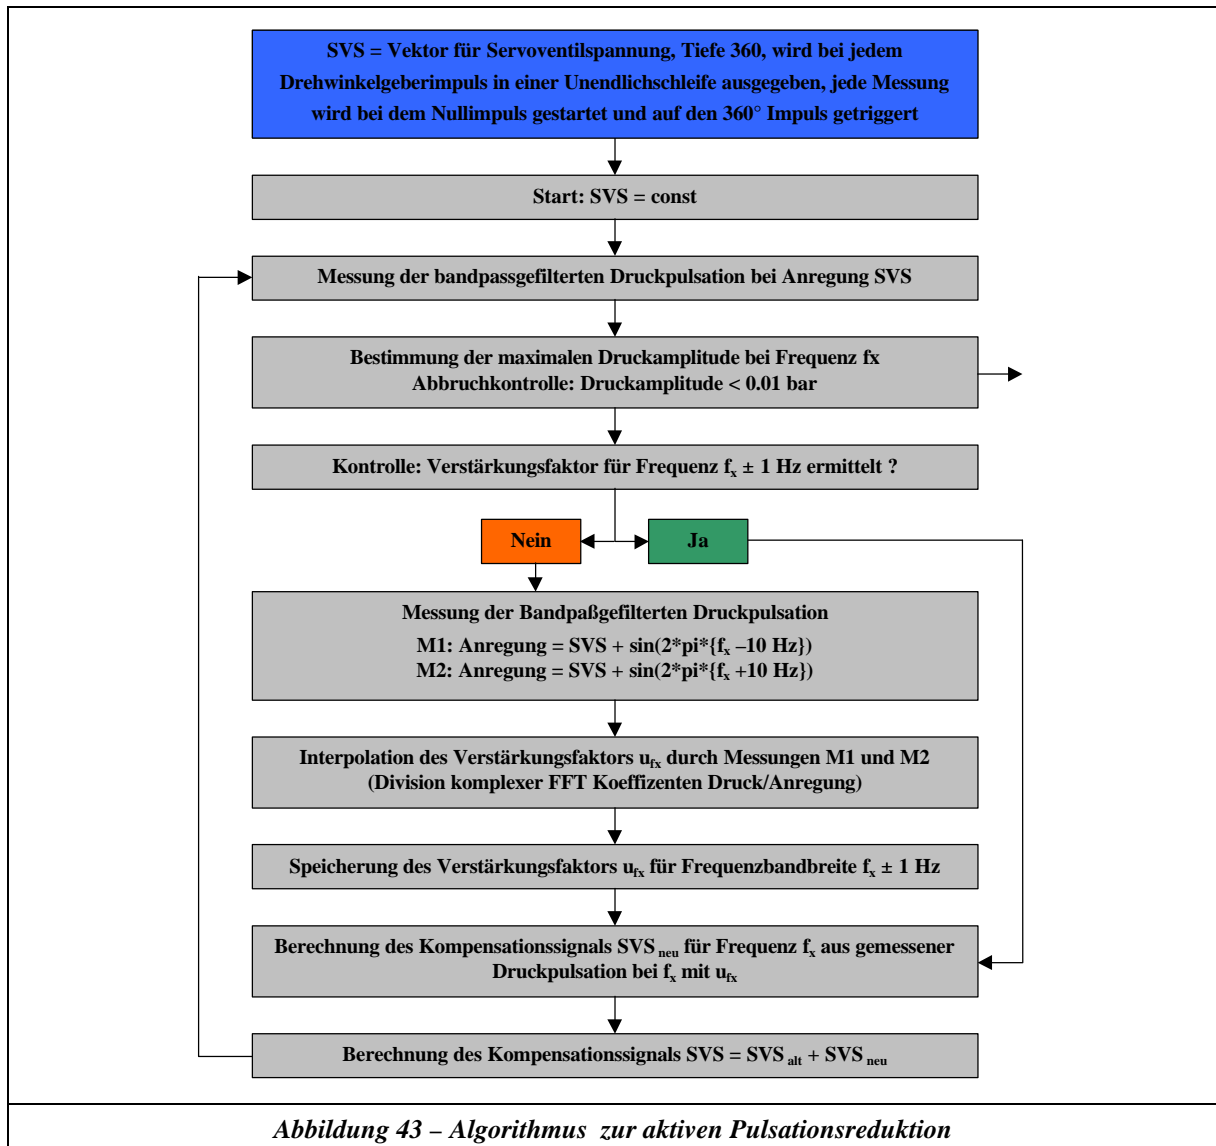 SVS = Vektor für Servoventilspannung, Tiefe 360, wird bei jedem
Drehwinkelgeberimpuls in einer Unendlichschleife ausgegeben, jede Messung
wird bei dem Nullimpuls gestartet und auf den 360° Impuls getriggert
Start: SVS = const
Messung der bandpassgefilterten Druckpulsation bei Anregung SVS
Bestimmung der maximalen Druckamplitude bei Frequenz fx
Abbruchkontrolle: Druckamplitude < 0.01 bar
Kontrolle: Verstärkungsfaktor für Frequenz fx ± 1 Hz ermittelt ?
Nein
Ja
Messung der Bandpaßgefilterten Druckpulsation
M1: Anregung = SVS + sin(2*pi*{fx –10 Hz})
M2: Anregung = SVS + sin(2*pi*{fx +10 Hz})
Interpolation des Verstärkungsfaktors ufx durch Messungen M1 und M2
(Division komplexer FFT Koeffizenten Druck/Anregung)
Speicherung des Verstärkungsfaktors ufx für Frequenzbandbreite fx ± 1 Hz
Berechnung des Kompensationssignals SVS neu für Frequenz fx aus gemessener
Druckpulsation bei fx mit ufx
Berechnung des Kompensationssignals SVS = SVS alt + SVS neu
Abbildung 43 – Algorithmus zur aktiven Pulsationsreduktion